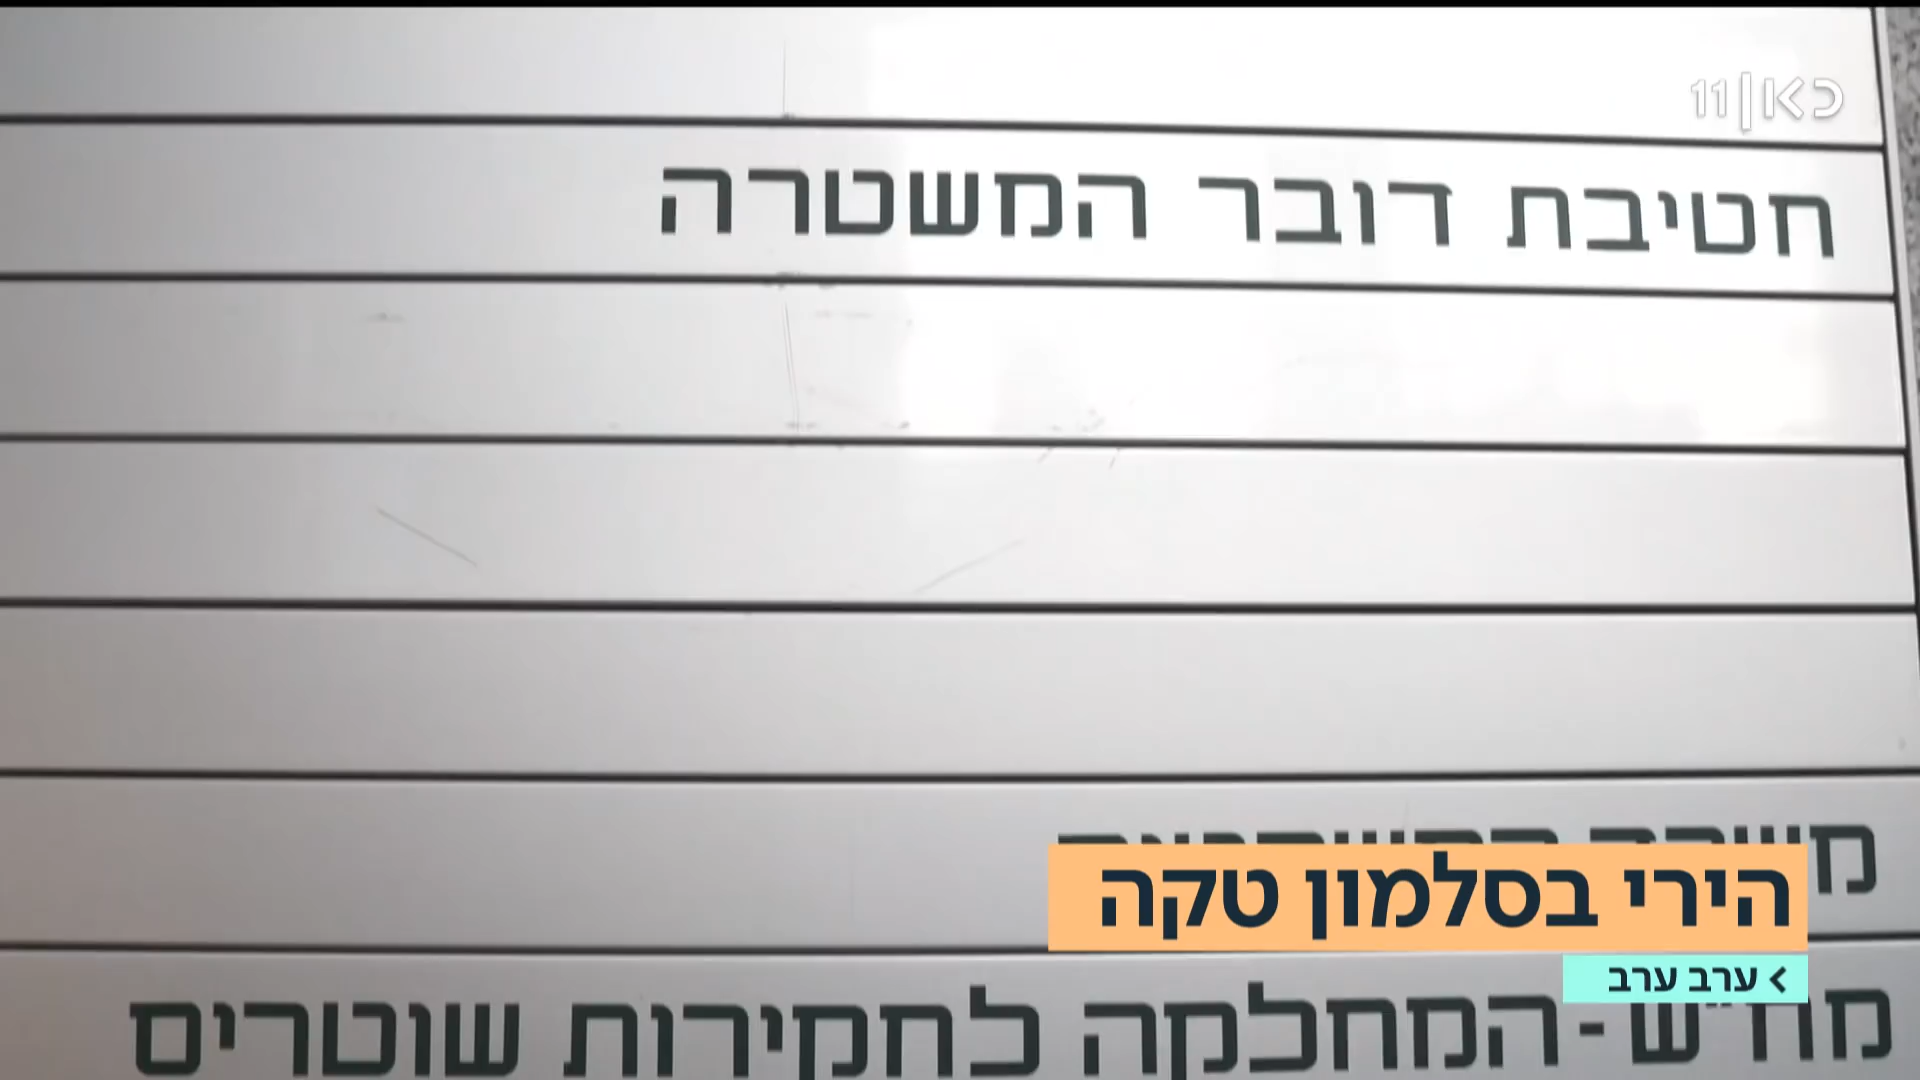 כאן|11
חטיבת דובר המשטרה
הירי בסלמון טקה
ערב ערב
מח"ש - המחלקה לחקירות שוטרים